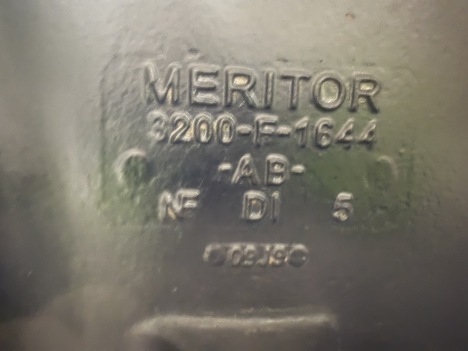 MERITOR
3200-F-1644
-AB-
NF DI 5